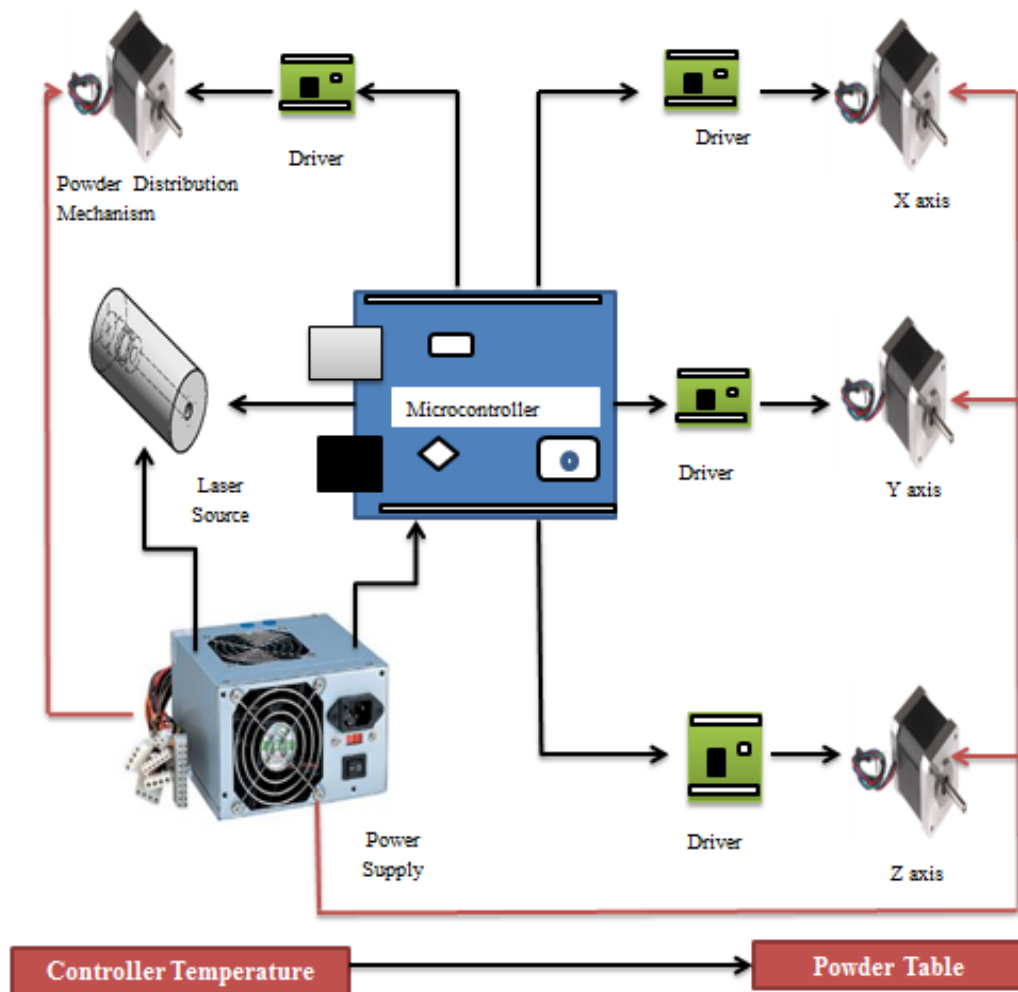 Driver
Powder Distribution
Mechanism
Driver
X axis
Microcontroller
Laser
Source
Driver
Y axis
Power
Supply
Driver
Z axis
Controller Temperature
Powder Table